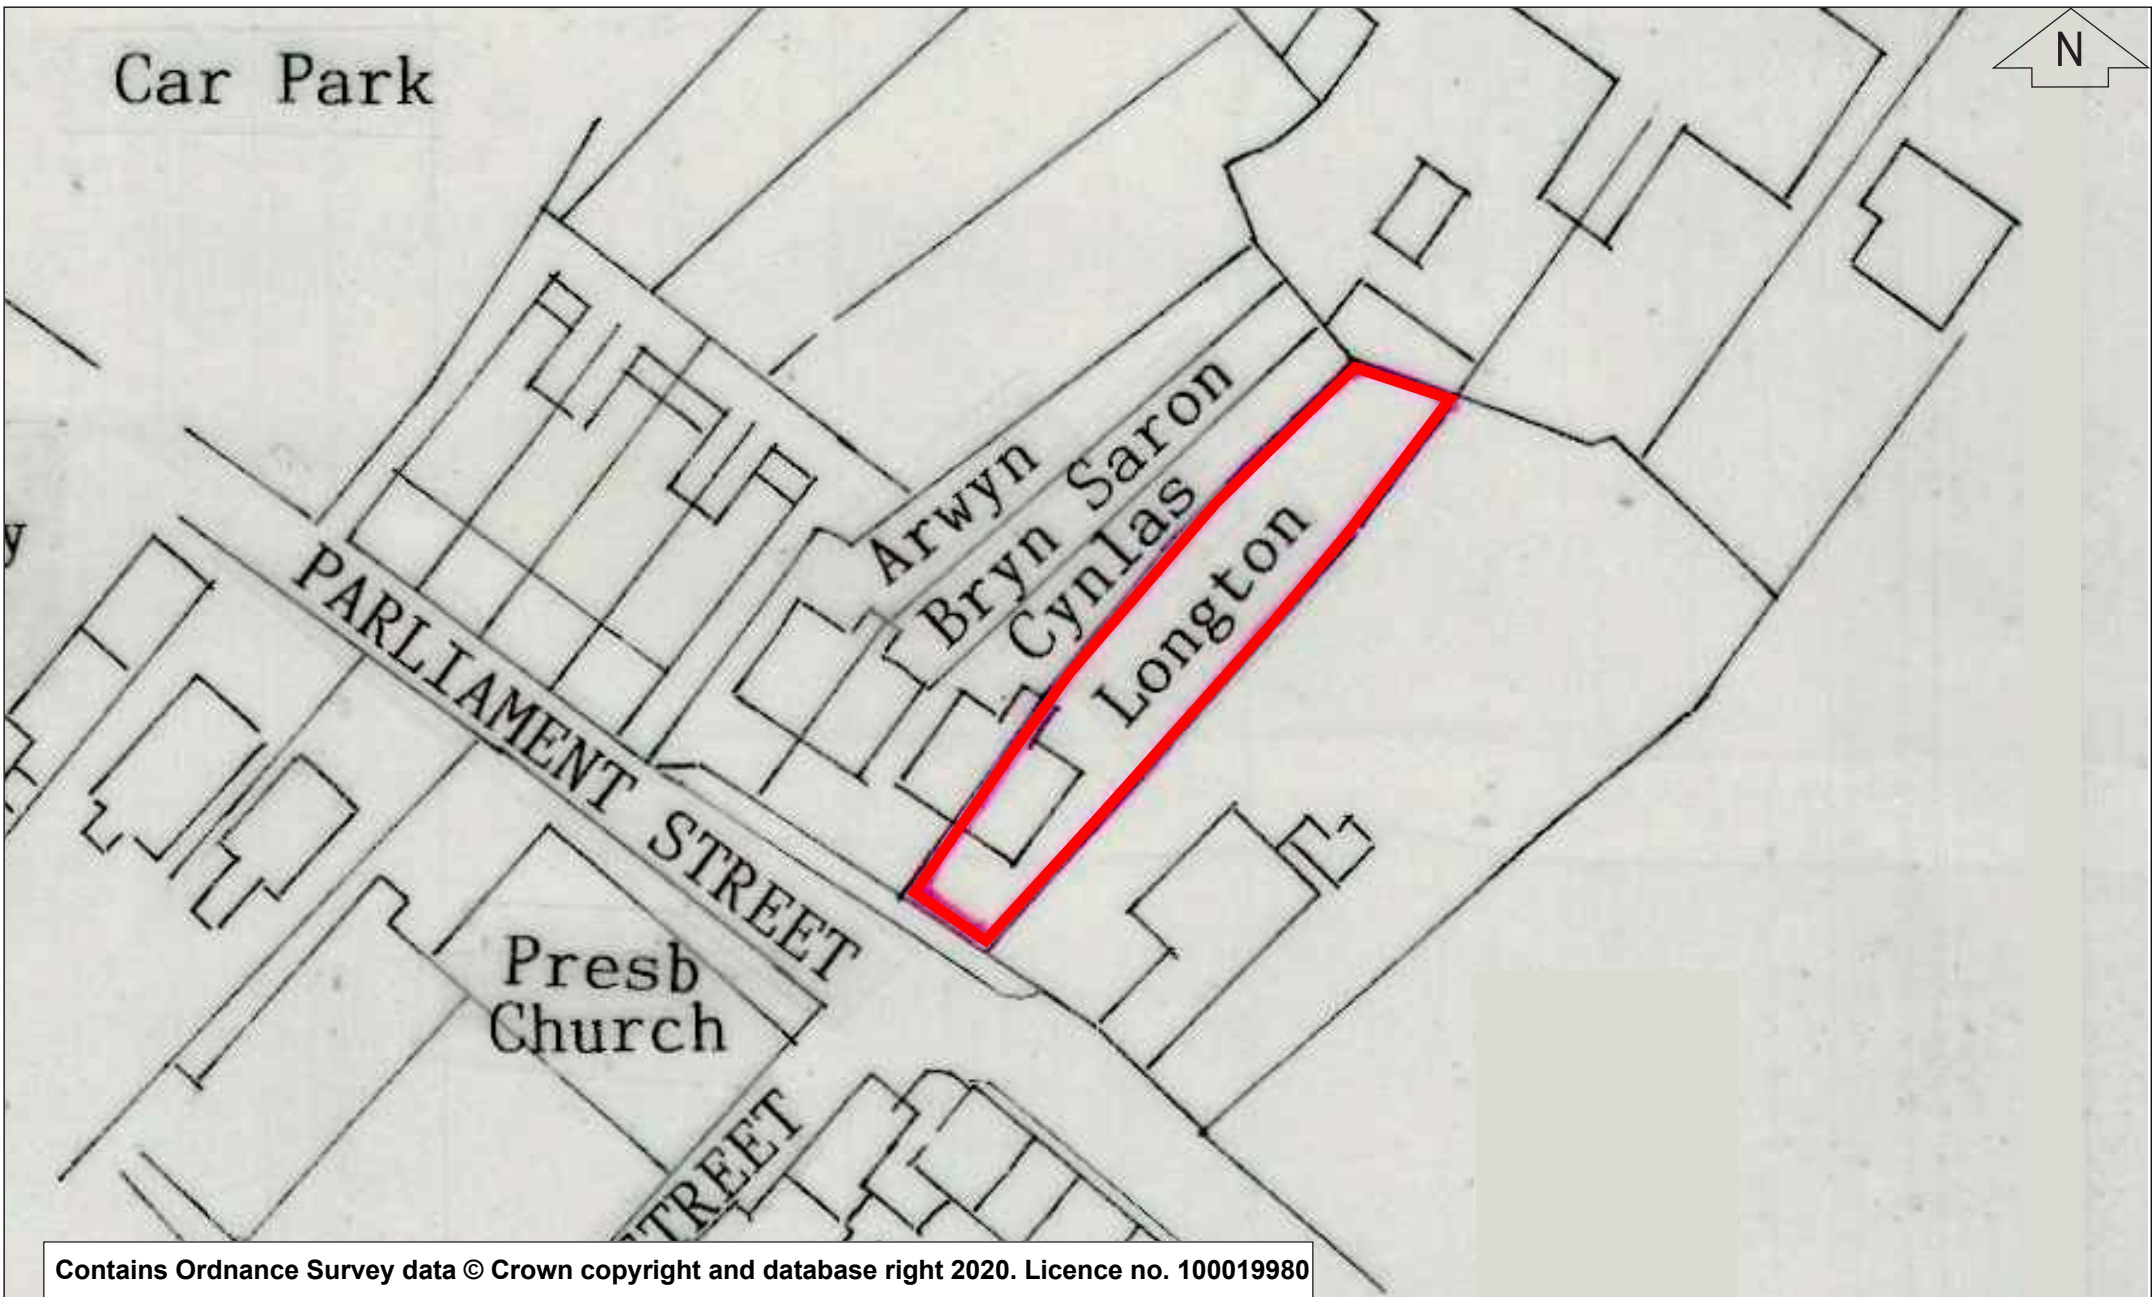 Car Park
N
y
Arwyn
Bryn Saron
Cynlas
Longton
PARLIAMENT STREET
Presb
Church
STREET
Contains Ordnance Survey data © Crown copyright and database right 2020. Licence no. 100019980